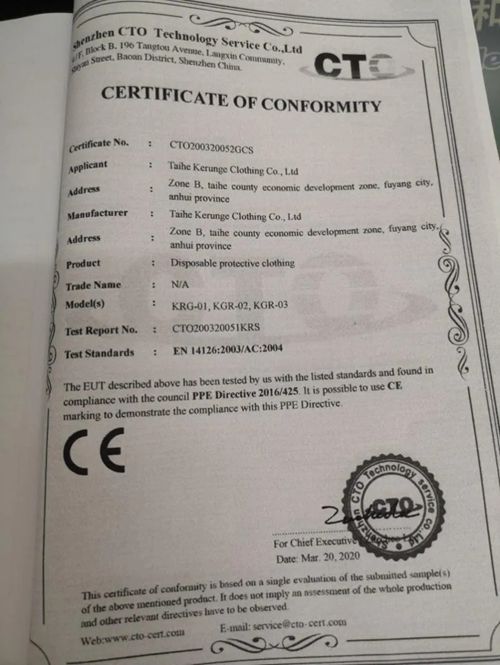 Shenzhen CTO Technology Service Co.,Ltd
4/F, Block B, 196 Tangtou Avenue, Langxin Community,
Shiyan Street, Baoan District, Shenzhen China.
CTO
CERTIFICATE OF CONFORMITY
Certificate No. : CTO200320052GCS
Applicant : Taihe Kerunge Clothing Co., Ltd
Address : Zone B, taihe county economic development zone, fuyang city,
anhui province
Manufacturer : Taihe Kerunge Clothing Co., Ltd
Address : Zone B, taihe county economic development zone, fuyang city,
anhui province
Product : Disposable protective clothing
Trade Name : N/A
Model(s) : KRG-01, KGR-02, KGR-03
Test Report No. : CTO200320051KRS
Test Standards : EN 14126:2003/AC:2004
The EUT described above has been tested by us with the listed standards and found in
compliance with the council PPE Directive 2016/425. It is possible to use CE
marking to demonstrate the compliance with this PPE Directive.
CE
Shenzhen CTO Technology service co., Ltd
CTO
For Chief Executive
Date: Mar. 20, 2020
This certificate of conformity is based on a single evaluation of the submitted sample(s)
of the above mentioned product. It does not imply an assessment of the whole production
and other relevant directives have to be observed.
Web:www.cto-cert.com E-mail: service@cto-cert.com